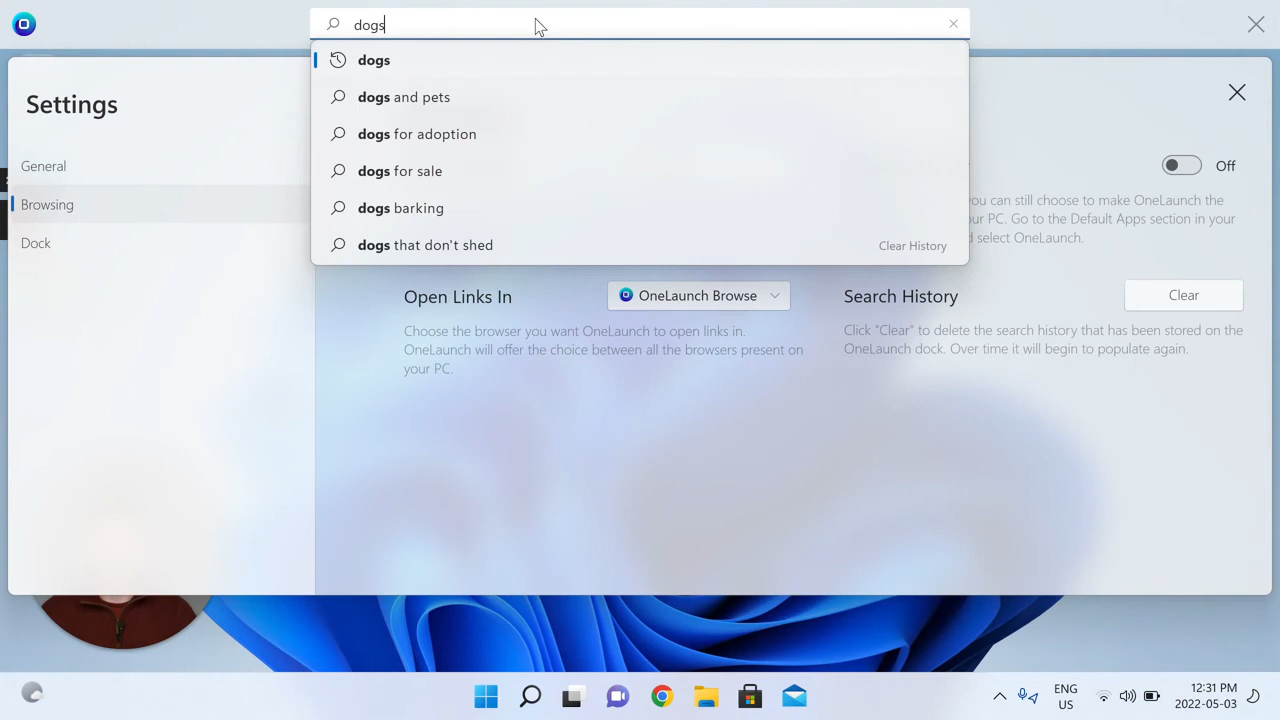 dogs
dogs
dogs and pets
dogs for adoption
dogs for sale
dogs barking
dogs that don't shed
Clear History
Settings
General
Browsing
Dock
Off
you can still choose to make OneLaunch the
your PC. Go to the Default Apps section in your
select OneLaunch.
Open Links In
OneLaunch Browse
Choose the browser you want OneLaunch to open links in.
OneLaunch will offer the choice between all the browsers present on
your PC.
Search History
Clear
Click "Clear" to delete the search history that has been stored on the
OneLaunch dock. Over time it will begin to populate again.
ENG
US
12:31 PM
2022-05-03